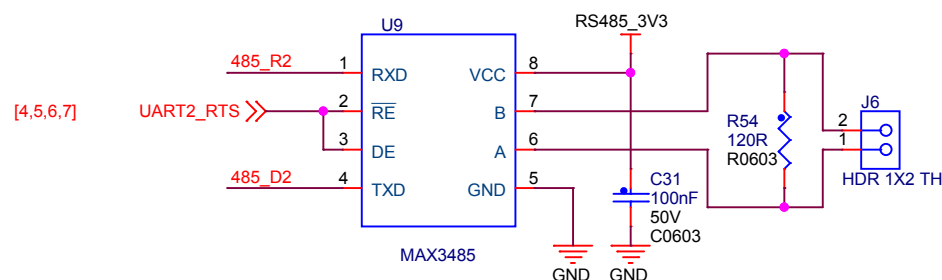 U9
RS485_3V3
485_R2 1 RXD VCC 8
[4,5,6,7] UART2_RTS 2 RE B 7
3 DE A 6
485_D2 4 TXD GND 5
MAX3485
C31
100nF
50V
C0603
GND GND
R54
120R
R0603
J6
2
1
HDR 1X2 TH